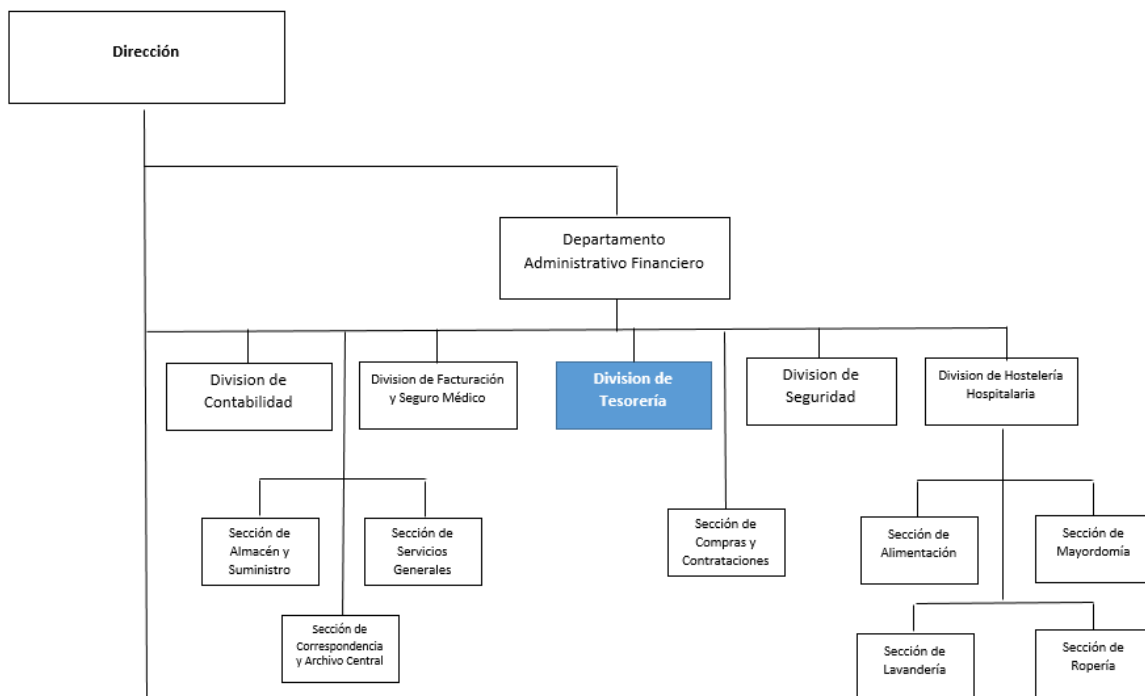 Dirección
Departamento
Administrativo Financiero
Division de
Contabilidad
Division de Facturación
y Seguro Médico
Division de
Tesorería
Division de
Seguridad
Division de Hostelería
Hospitalaria
Sección de
Almacén y
Suministro
Sección de
Servicios
Generales
Sección de
Compras y
Contrataciones
Sección de
Alimentación
Sección de
Mayordomía
Sección de
Correspondencia
y Archivo Central
Sección de
Lavandería
Sección de
Ropería